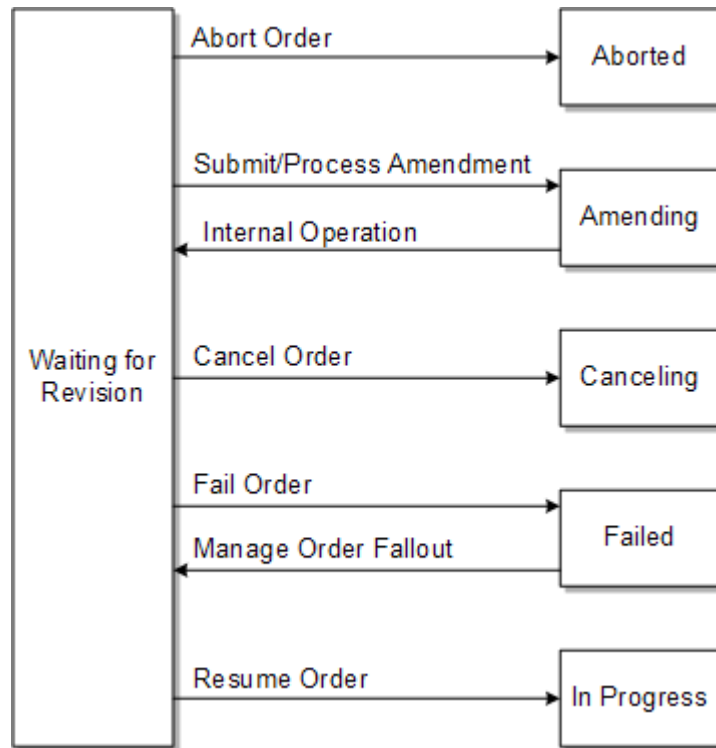 Abort Order
Aborted
Submit/Process Amendment
Amending
Internal Operation
Waiting for
Revision
Cancel Order
Canceling
Fail Order
Failed
Manage Order Fallout
Resume Order
In Progress